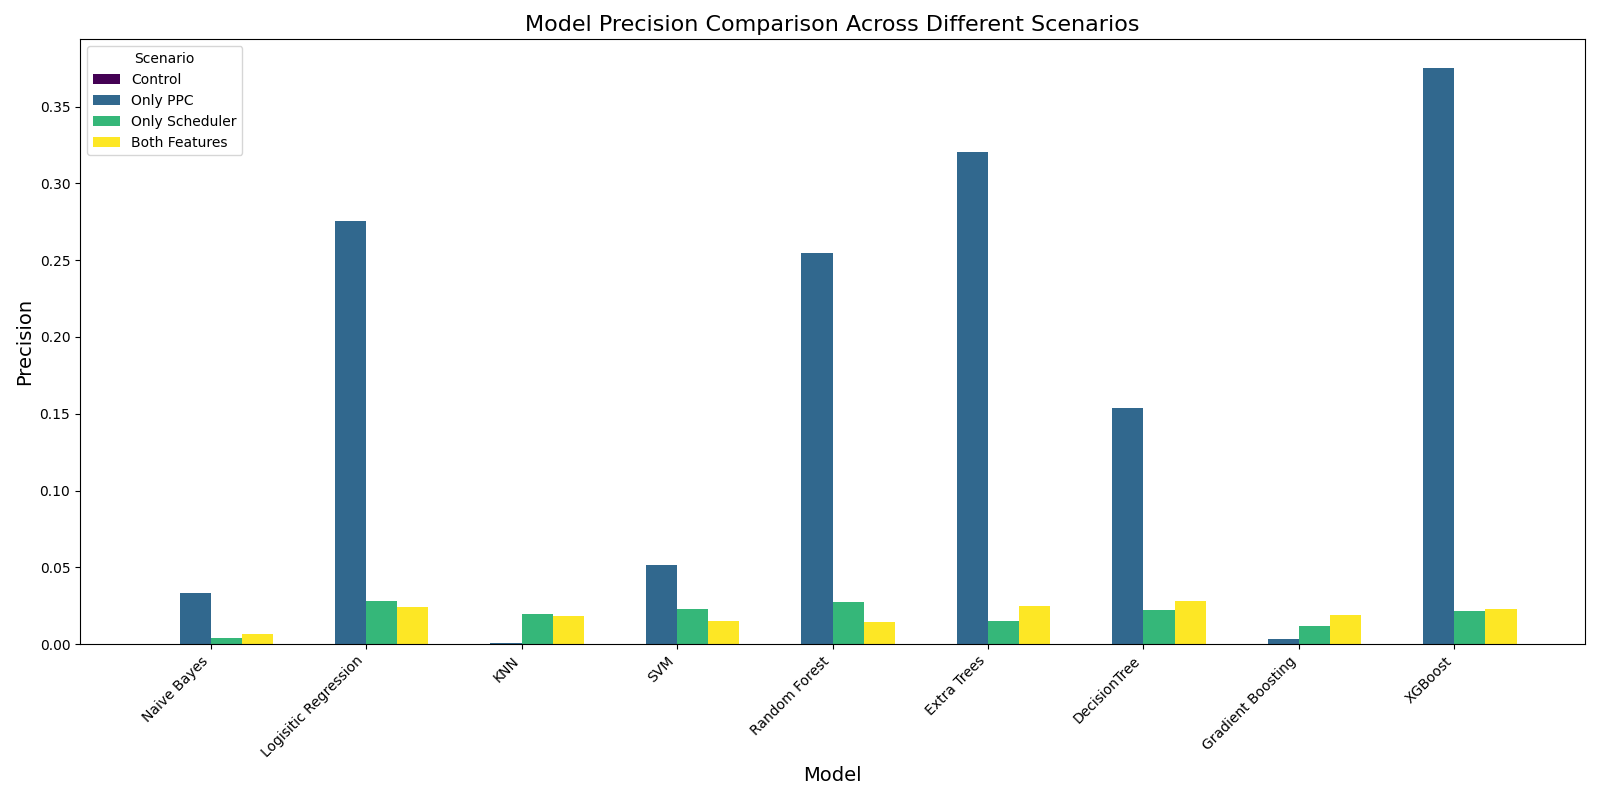 Model Precision Comparison Across Different Scenarios
Scenario
Control
Only PPC
Only Scheduler
Both Features
Precision
0.35
0.30
0.25
0.20
0.15
0.10
0.05
0.00
Naive Bayes
Logisitic Regression
KNN
SVM
Random Forest
Extra Trees
DecisionTree
Gradient Boosting
XGBoost
Model